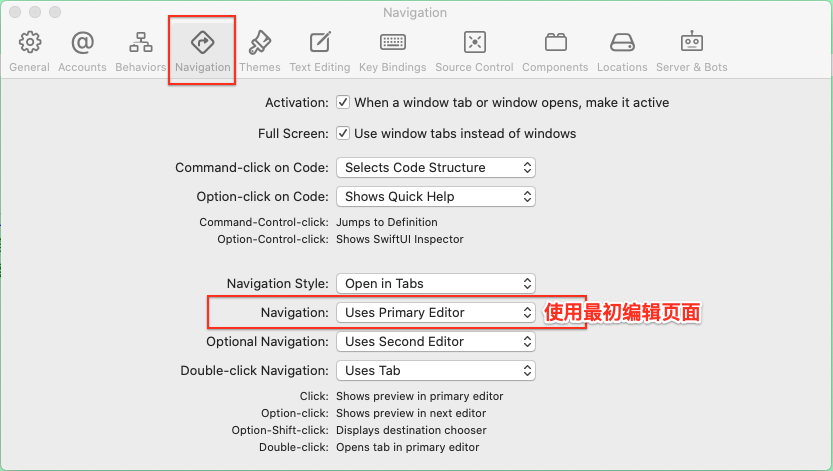 Navigation
General Accounts Behaviors Navigation Themes Text Editing Key Bindings Source Control Components Locations Server & Bots
Activation: When a window tab or window opens, make it active
Full Screen: Use window tabs instead of windows
Command-click on Code: Selects Code Structure
Option-click on Code: Shows Quick Help
Command-Control-click: Jumps to Definition
Option-Control-click: Shows SwiftUI Inspector
Navigation Style: Open in Tabs
Navigation: Uses Primary Editor 使用最初编辑页面
Optional Navigation: Uses Second Editor
Double-click Navigation: Uses Tab
Click: Shows preview in primary editor
Option-click: Shows preview in next editor
Option-Shift-click: Displays destination chooser
Double-click: Opens tab in primary editor